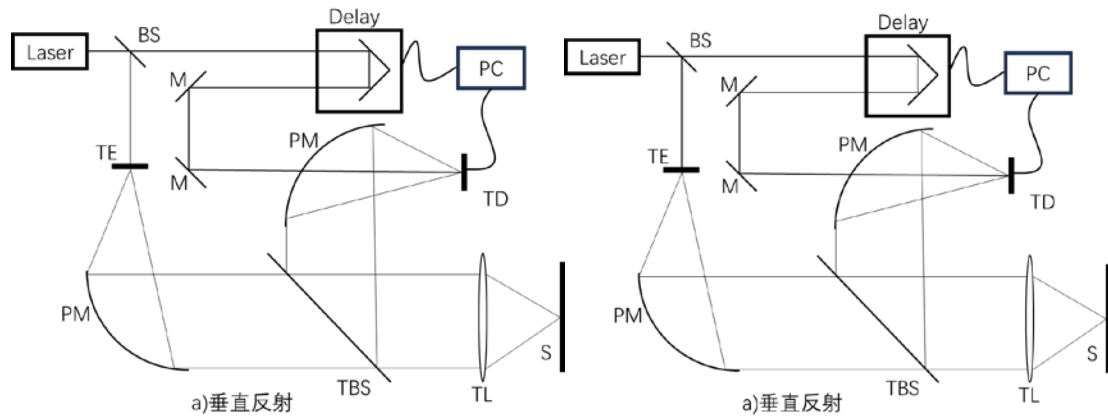 Delay
BS
Laser
PC
M
PM
TE
M
TD
PM
S
TBS
TL
a)垂直反射
Delay
BS
Laser
PC
M
PM
TE
M
TD
PM
S
TBS
TL
a)垂直反射